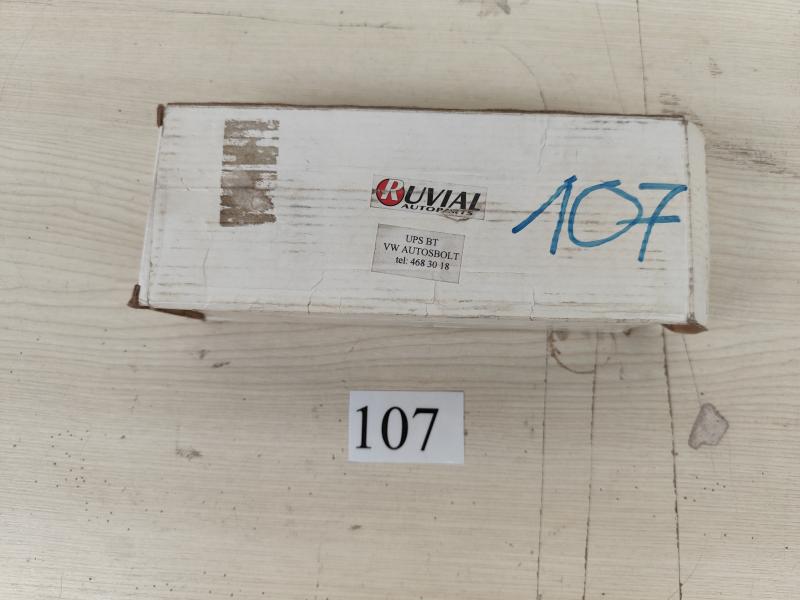 RUVIAL
AUTOPARTS
107
UPS BT
VW AUTOSBOLT
tel: 468 30 18
107